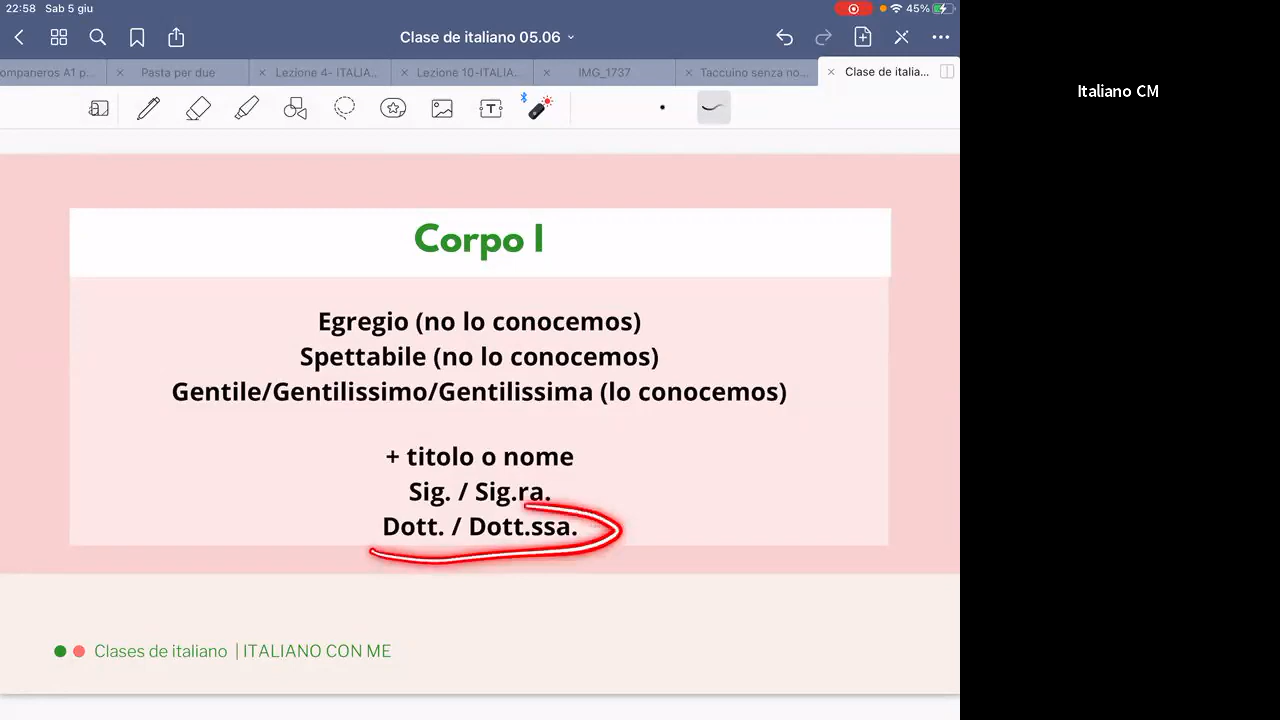 22:58 Sab 5 giu
45%
Clase de italiano 05.06
ompaneros A1 p...
Pasta per due
Lezione 4- ITALIA...
Lezione 10-ITALIA...
IMG_1737
Taccuino senza no...
Clase de italia...
Italiano CM
T
Corpo I
Egregio (no lo conocemos)
Spettabile (no lo conocemos)
Gentile/Gentilissimo/Gentilissima (lo conocemos)
+ titolo o nome
Sig. / Sig.ra.
Dott. / Dott.ssa.
Clases de italiano | ITALIANO CON ME